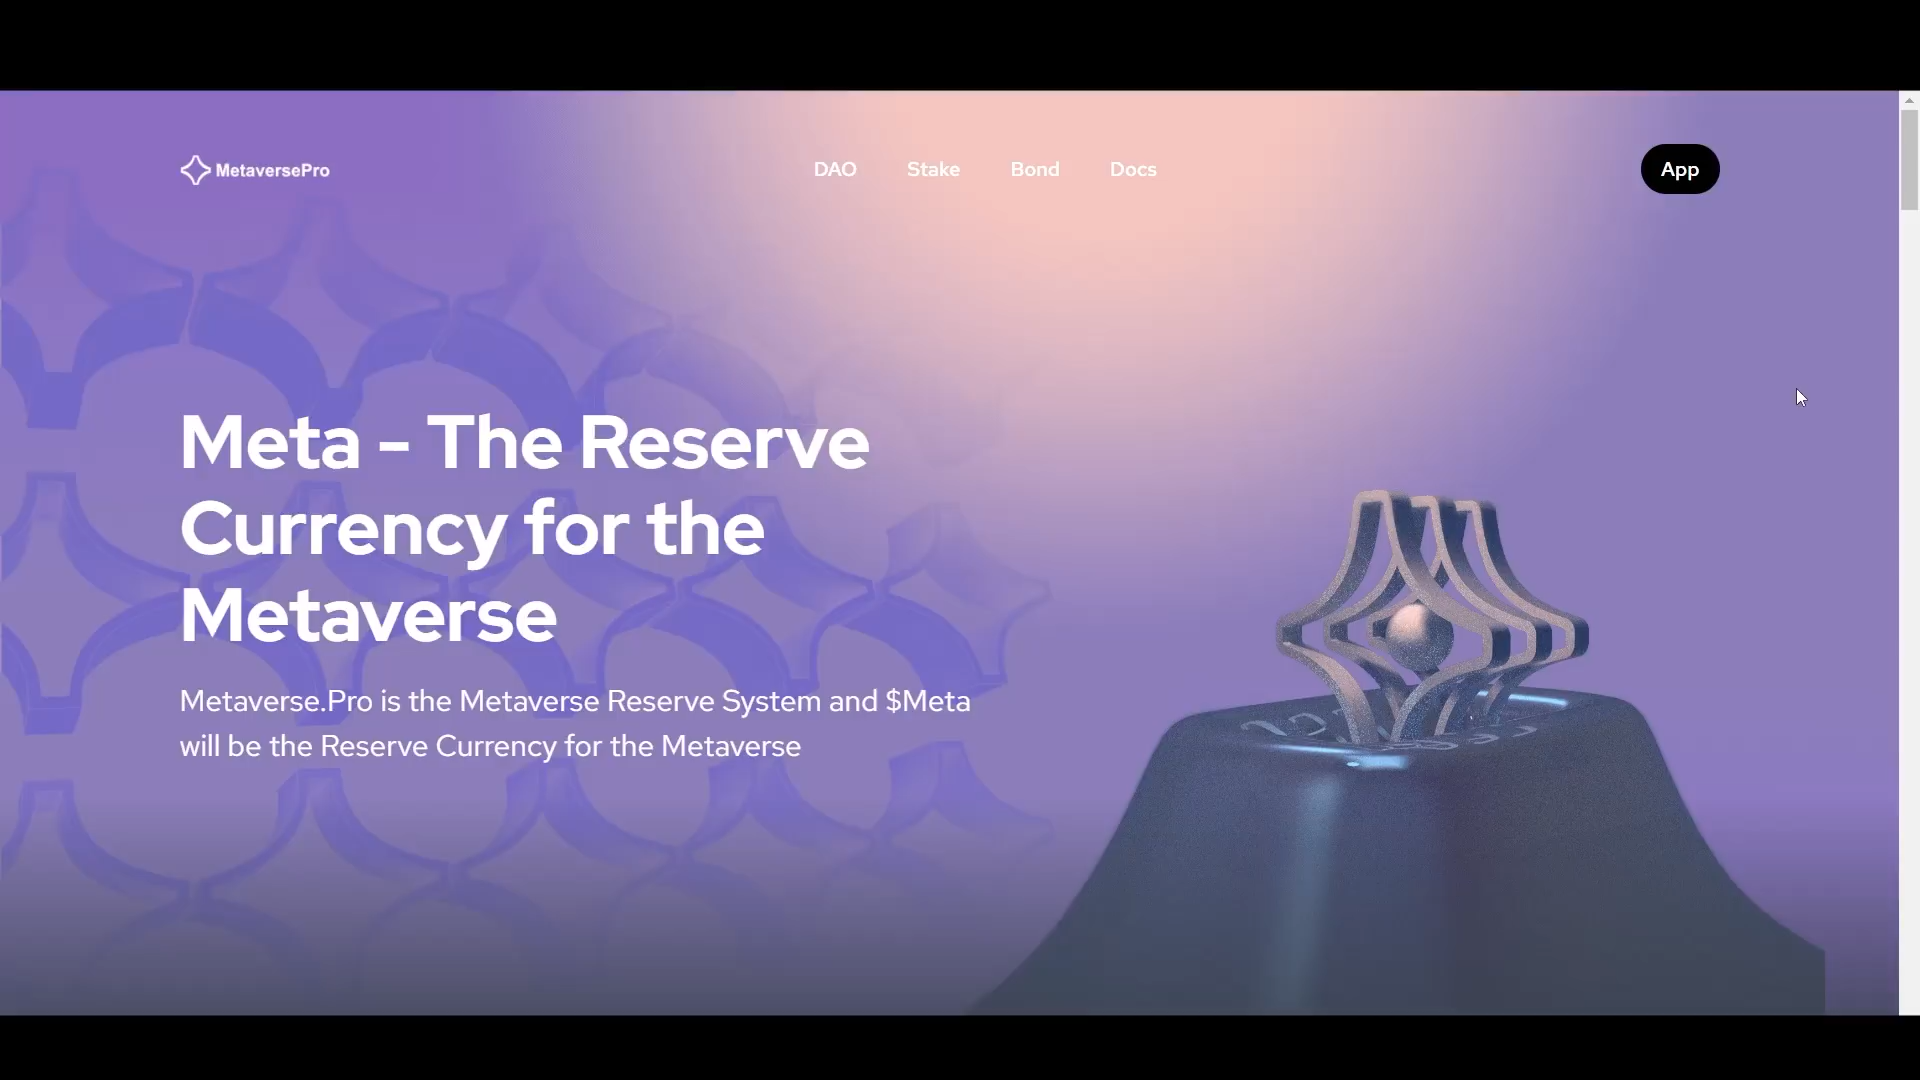 MetaversePro
DAO
Stake
Bond
Docs
App
Meta - The Reserve
Currency for the
Metaverse
Metaverse.Pro is the Metaverse Reserve System and $Meta
will be the Reserve Currency for the Metaverse